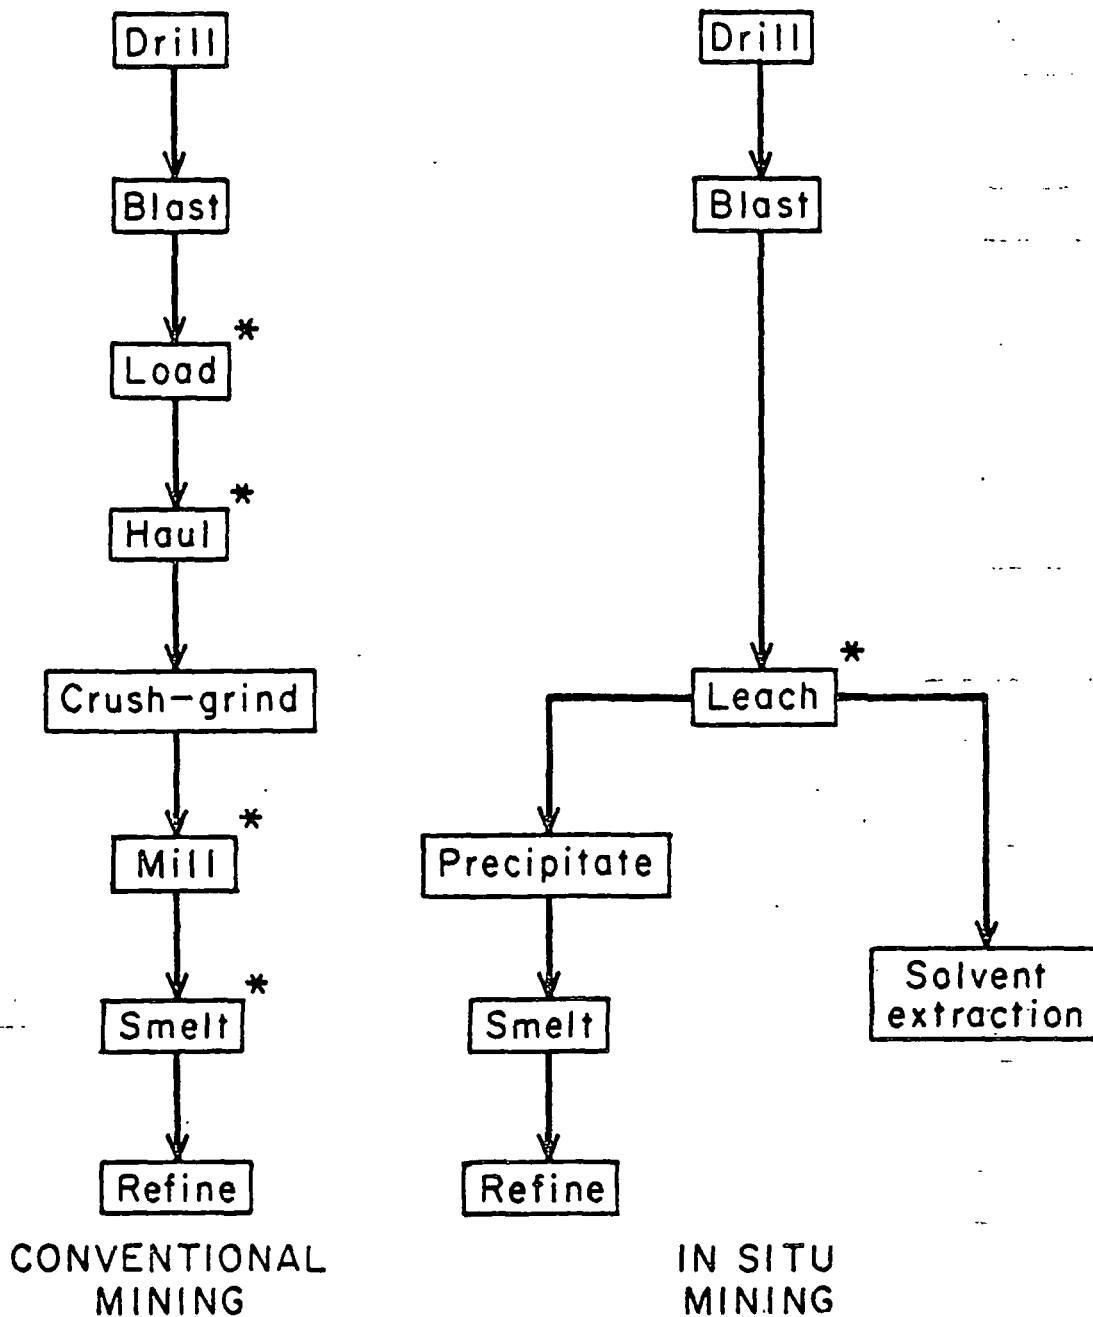 Drill
Blast
Load *
Haul *
Crush-grind
Mill *
Smelt *
Refine
CONVENTIONAL
MINING
Drill
Blast
Leach *
Precipitate
Smelt
Refine
Solvent
extraction
IN SITU
MINING